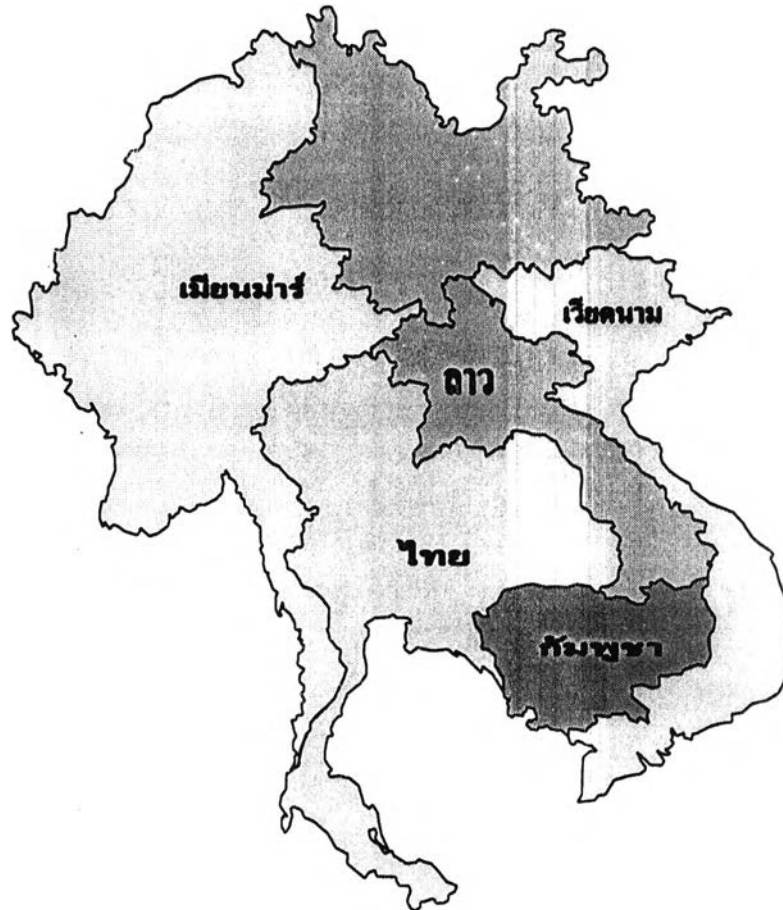 เมียนม่าร์
เวียดนาม
ลาว
ไทย
กัมพูชา